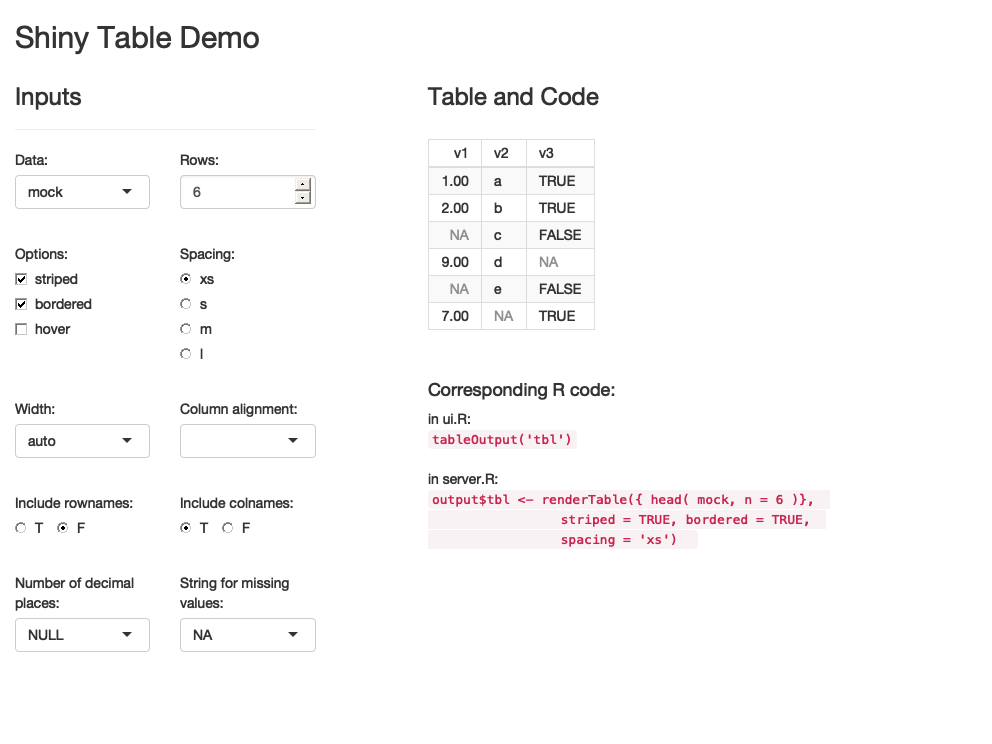 Shiny Table Demo
Inputs
Data: Rows:
mock 6
Options: Spacing:
striped xs
bordered s
hover m
l
Width: Column alignment:
auto
Include rownames: Include colnames:
T F T F
Number of decimal places: String for missing values:
NULL NA
Table and Code
v1 v2 v3
1.00 a TRUE
2.00 b TRUE
NA c FALSE
9.00 d NA
NA e FALSE
7.00 NA TRUE
Corresponding R code:
in ui.R:
tableOutput('tbl')
in server.R:
output$tbl <- renderTable({ head( mock, n = 6 )},
striped = TRUE, bordered = TRUE,
spacing = 'xs')